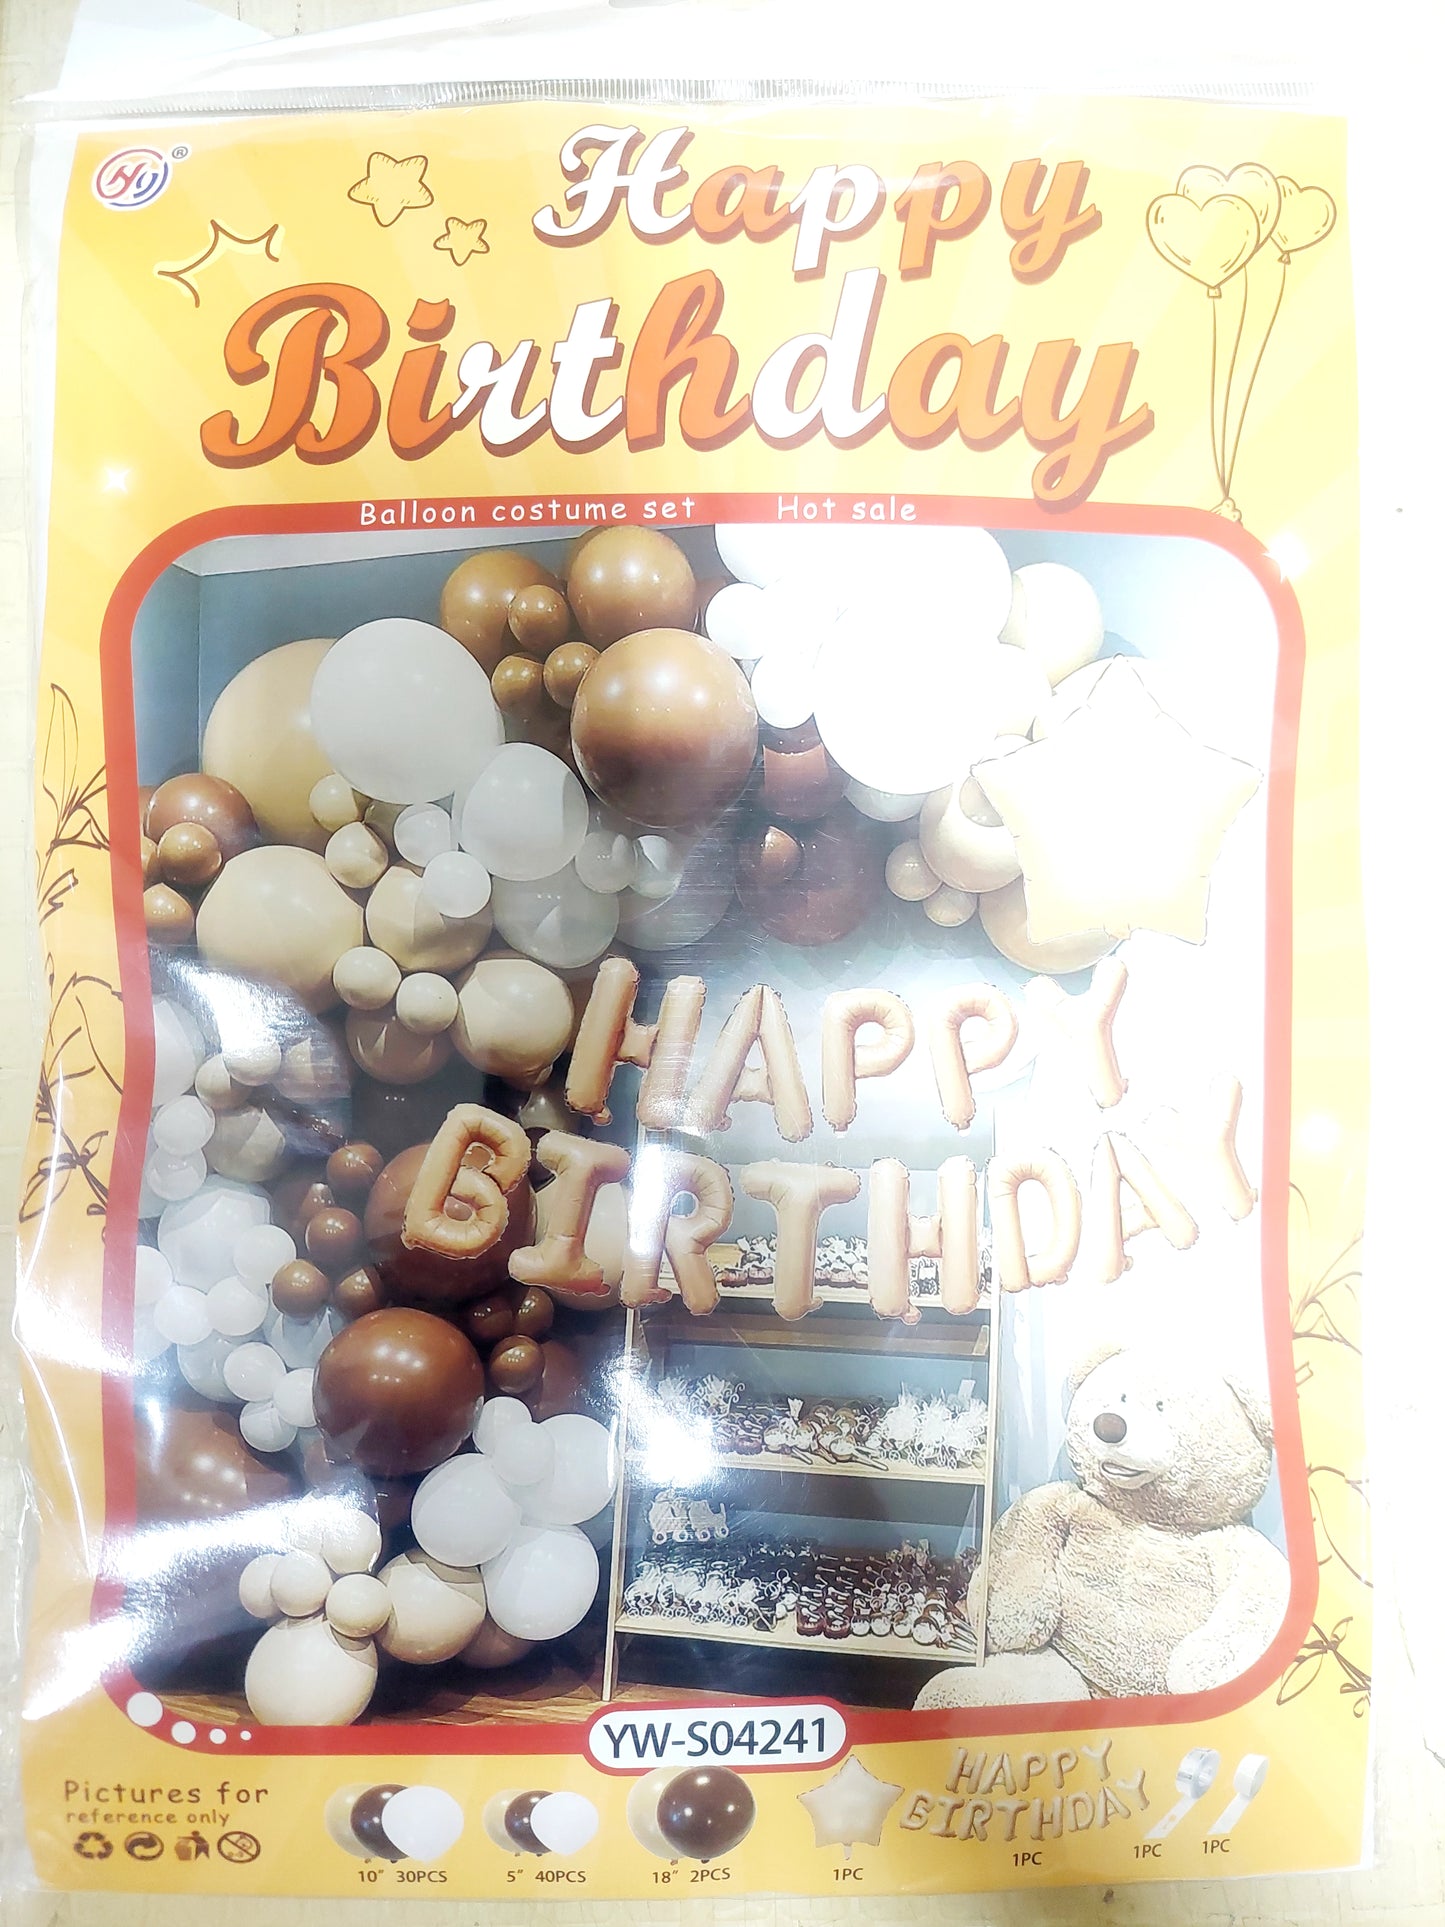 Hy®
Happy
Birthday
Balloon costume set Hot sale
HAPPY
BIRTHDAY
YW-S04241
Pictures for
reference only
10" 30PCS
5" 40PCS
18" 2PCS
1PC
HAPPY
BIRTHDAY
1PC
1PC
1PC